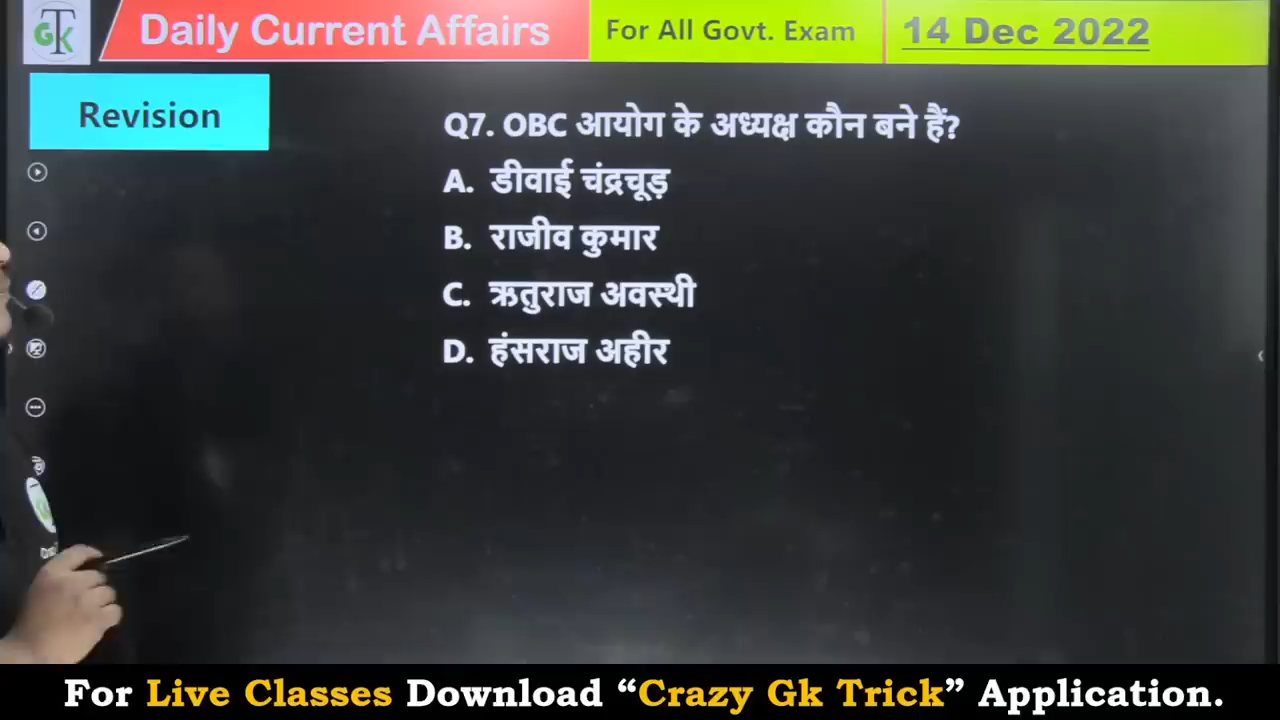 GTK
Daily Current Affairs
For All Govt. Exam
14 Dec 2022
Revision
Q7. OBC आयोग के अध्यक्ष कौन बने हैं?
A. डीवाई चंद्रचूड़
B. राजीव कुमार
C. ऋतुराज अवस्थी
D. हंसराज अहीर
For Live Classes Download “Crazy Gk Trick” Application.